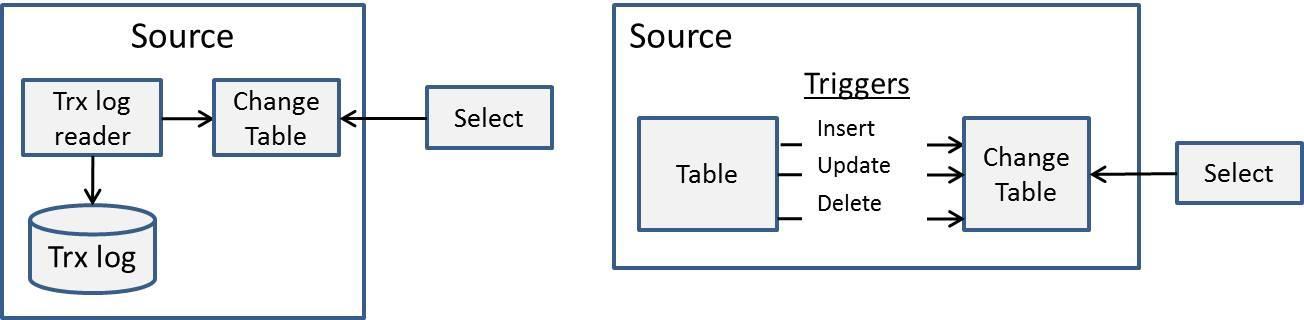 Source
Trx log
reader
Change
Table
Select
Trx log
Source
Triggers
Table
Insert
Update
Delete
Change
Table
Select